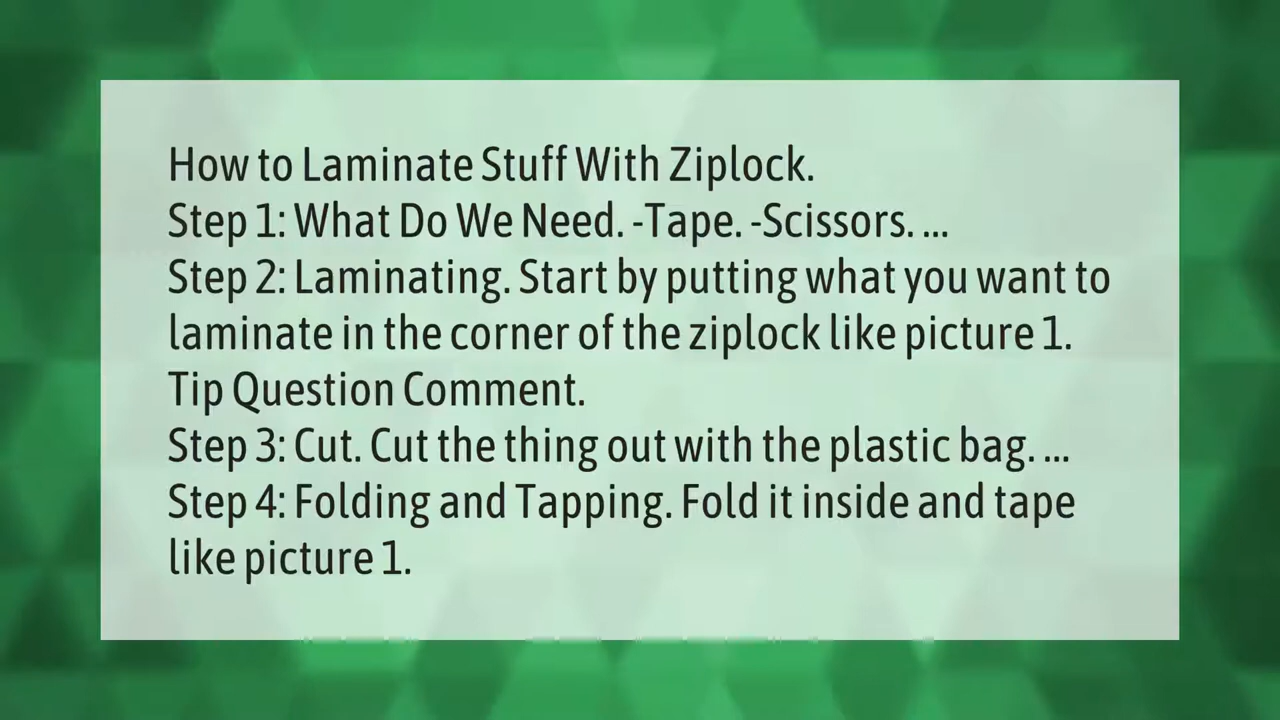 How to Laminate Stuff With Ziplock.
Step 1: What Do We Need. -Tape. -Scissors. ...
Step 2: Laminating. Start by putting what you want to
laminate in the corner of the ziplock like picture 1.
Tip Question Comment.
Step 3: Cut. Cut the thing out with the plastic bag. ...
Step 4: Folding and Tapping. Fold it inside and tape
like picture 1.